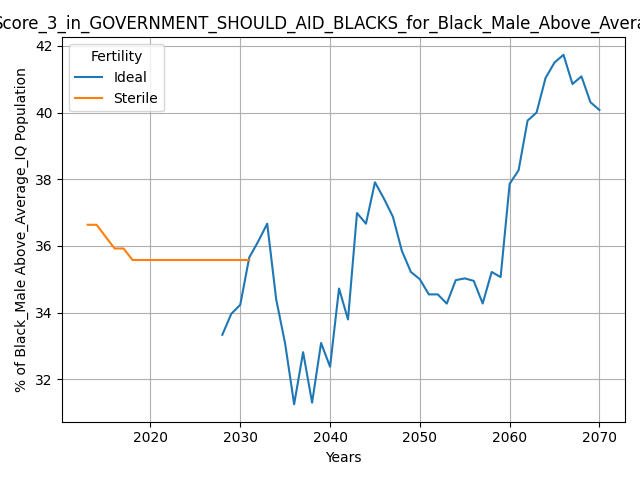 Score_3_in_GOVERNMENT_SHOULD_AID_BLACKS_for_Black_Male_Above_Avera
Fertility
Ideal
Sterile
% of Black_Male Above_Average_IQ Population
42
40
38
36
34
32
2020 2030 2040 2050 2060 2070
Years